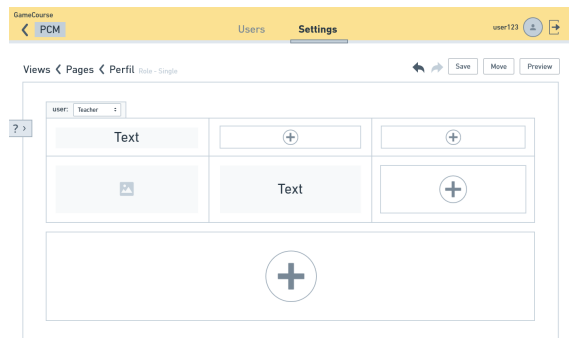 GameCourse
PCM
Users
Settings
user123
Views
Pages
Perfil
Role - Single
Save
Move
Preview
user:
Teacher
? ›
Text
Text